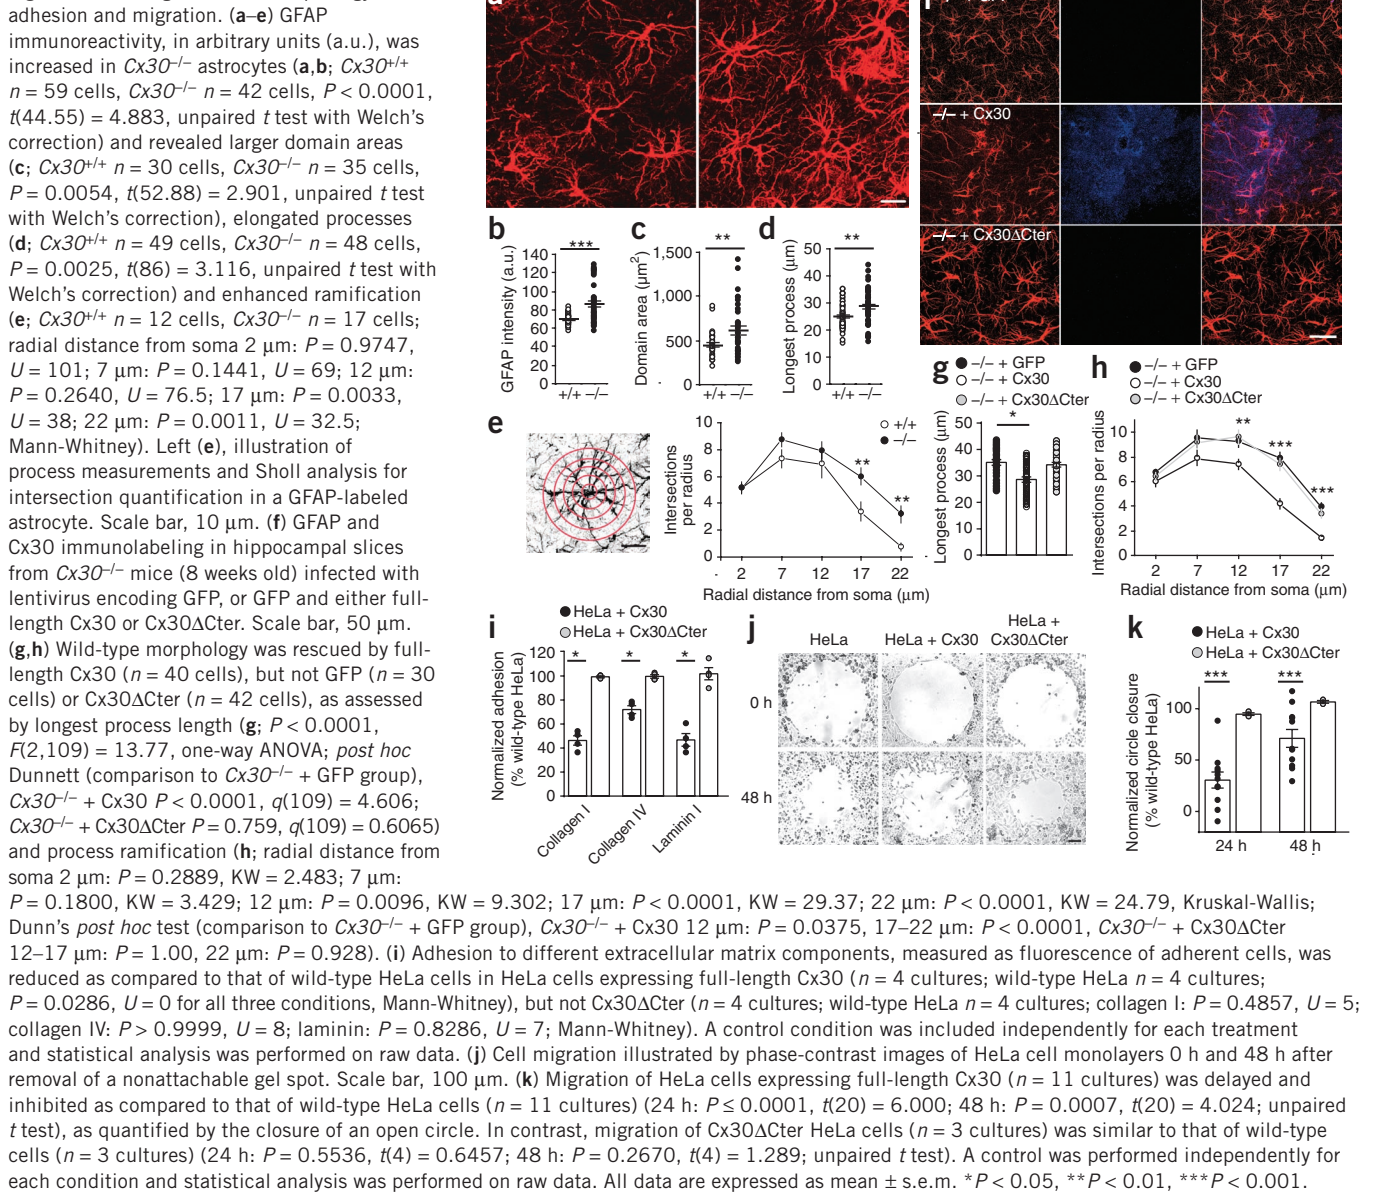 adhesion and migration. (a–e) GFAP
immunoreactivity, in arbitrary units (a.u.), was
increased in Cx30–/– astrocytes (a,b; Cx30+/+
n = 59 cells, Cx30–/– n = 42 cells, P < 0.0001,
t(44.55) = 4.883, unpaired t test with Welch's
correction) and revealed larger domain areas
(c; Cx30+/+ n = 30 cells, Cx30–/– n = 35 cells,
P = 0.0054, t(52.88) = 2.901, unpaired t test
with Welch's correction), elongated processes
(d; Cx30+/+ n = 49 cells, Cx30–/– n = 48 cells,
P = 0.0025, t(86) = 3.116, unpaired t test with
Welch's correction) and enhanced ramification
(e; Cx30+/+ n = 12 cells, Cx30–/– n = 17 cells;
radial distance from soma 2 μm: P = 0.9747,
U = 101; 7 μm: P = 0.1441, U = 69; 12 μm:
P = 0.2640, U = 76.5; 17 μm: P = 0.0033,
U = 38; 22 μm: P = 0.0011, U = 32.5;
Mann-Whitney). Left (e), illustration of
process measurements and Sholl analysis for
intersection quantification in a GFAP-labeled
astrocyte. Scale bar, 10 μm. (f) GFAP and
Cx30 immunolabeling in hippocampal slices
from Cx30–/– mice (8 weeks old) infected with
lentivirus encoding GFP, or GFP and either full-
length Cx30 or Cx30ΔCter. Scale bar, 50 μm.
(g,h) Wild-type morphology was rescued by full-
length Cx30 (n = 40 cells), but not GFP (n = 30
cells) or Cx30ΔCter (n = 42 cells), as assessed
by longest process length (g; P < 0.0001,
F(2,109) = 13.77, one-way ANOVA; post hoc
Dunnett (comparison to Cx30–/– + GFP group),
Cx30–/– + Cx30 P < 0.0001, q(109) = 4.606;
Cx30–/– + Cx30ΔCter P = 0.759, q(109) = 0.6065)
and process ramification (h; radial distance from
soma 2 μm: P = 0.2889, KW = 2.483; 7 μm:
P = 0.1800, KW = 3.429; 12 μm: P = 0.0096, KW = 9.302; 17 μm: P < 0.0001, KW = 29.37; 22 μm: P < 0.0001, KW = 24.79, Kruskal-Wallis;
Dunn's post hoc test (comparison to Cx30–/– + GFP group), Cx30–/– + Cx30 12 μm: P = 0.0375, 17–22 μm: P < 0.0001, Cx30–/– + Cx30ΔCter
12–17 μm: P = 1.00, 22 μm: P = 0.928). (i) Adhesion to different extracellular matrix components, measured as fluorescence of adherent cells, was
reduced as compared to that of wild-type HeLa cells in HeLa cells expressing full-length Cx30 (n = 4 cultures; wild-type HeLa n = 4 cultures;
P = 0.0286, U = 0 for all three conditions, Mann-Whitney), but not Cx30ΔCter (n = 4 cultures; wild-type HeLa n = 4 cultures; collagen I: P = 0.4857, U = 5;
collagen IV: P > 0.9999, U = 8; laminin: P = 0.8286, U = 7; Mann-Whitney). A control condition was included independently for each treatment
and statistical analysis was performed on raw data. (j) Cell migration illustrated by phase-contrast images of HeLa cell monolayers 0 h and 48 h after
removal of a nonattachable gel spot. Scale bar, 100 μm. (k) Migration of HeLa cells expressing full-length Cx30 (n = 11 cultures) was delayed and
inhibited as compared to that of wild-type HeLa cells (n = 11 cultures) (24 h: P ≤ 0.0001, t(20) = 6.000; 48 h: P = 0.0007, t(20) = 4.024; unpaired
t test), as quantified by the closure of an open circle. In contrast, migration of Cx30ΔCter HeLa cells (n = 3 cultures) was similar to that of wild-type
cells (n = 3 cultures) (24 h: P = 0.5536, t(4) = 0.6457; 48 h: P = 0.2670, t(4) = 1.289; unpaired t test). A control was performed independently for
each condition and statistical analysis was performed on raw data. All data are expressed as mean ± s.e.m. *P < 0.05, **P < 0.01, ***P < 0.001.
–/– + Cx30
–/– + Cx30ΔCter
b
GFAP intensity (a.u.)
140
120
100
80
60
40
20
0
***
+/+ –/–
c
Domain area (μm2)
1,500
1,000
500
0
**
+/+ –/–
d
Longest process (μm)
50
40
30
20
10
0
**
+/+ –/–
e
Intersections
per radius
10
8
6
4
2
0
+/+
–/–
**
**
2 7 12 17 22
Radial distance from soma (μm)
g
–/– + GFP
–/– + Cx30
–/– + Cx30ΔCter
Longest process (μm)
50
40
30
20
10
0
*
h
–/– + GFP
–/– + Cx30
–/– + Cx30ΔCter
Intersections per radius
10
8
6
4
2
0
**
***
***
2 7 12 17 22
Radial distance from soma (μm)
i
HeLa + Cx30
HeLa + Cx30ΔCter
Normalized adhesion
(% wild-type HeLa)
120
100
80
60
40
20
0
* * *
Collagen I
Collagen IV
Laminin I
j
HeLa
HeLa + Cx30
HeLa +
Cx30ΔCter
0 h
48 h
k
HeLa + Cx30
HeLa + Cx30ΔCter
Normalized circle closure
(% wild-type HeLa)
100
50
0
*** ***
24 h 48 h